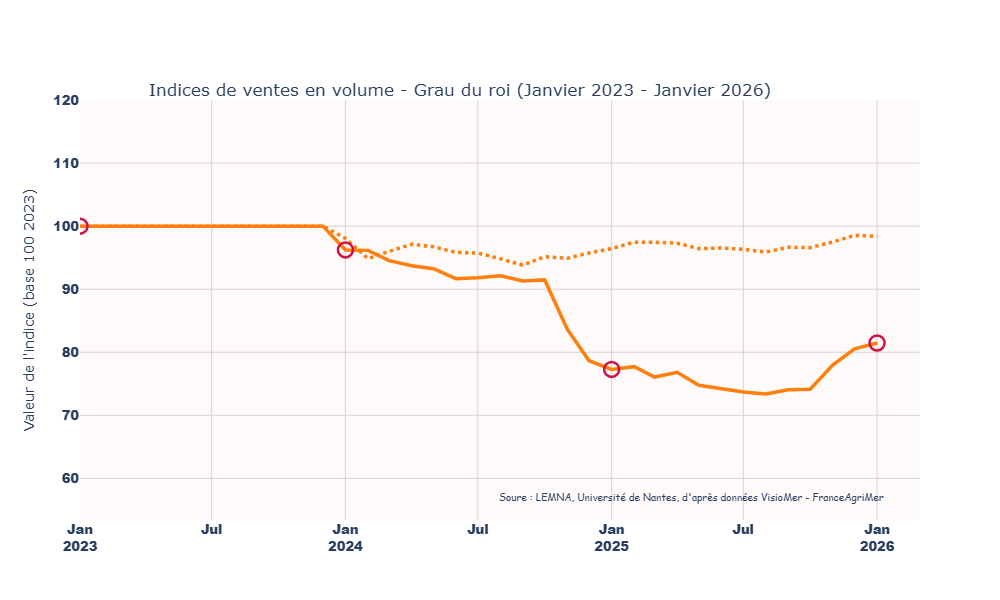 Indices de ventes en volume - Grau du roi (Janvier 2023 - Janvier 2026)
Valeur de l'indice (base 100 2023)
120
110
100
90
80
70
60
Soure : LEMNA, Université de Nantes, d'après données VisioMer - FranceAgriMer
Jan Jul Jan Jul Jan Jul Jan
2023 2024 2025 2026